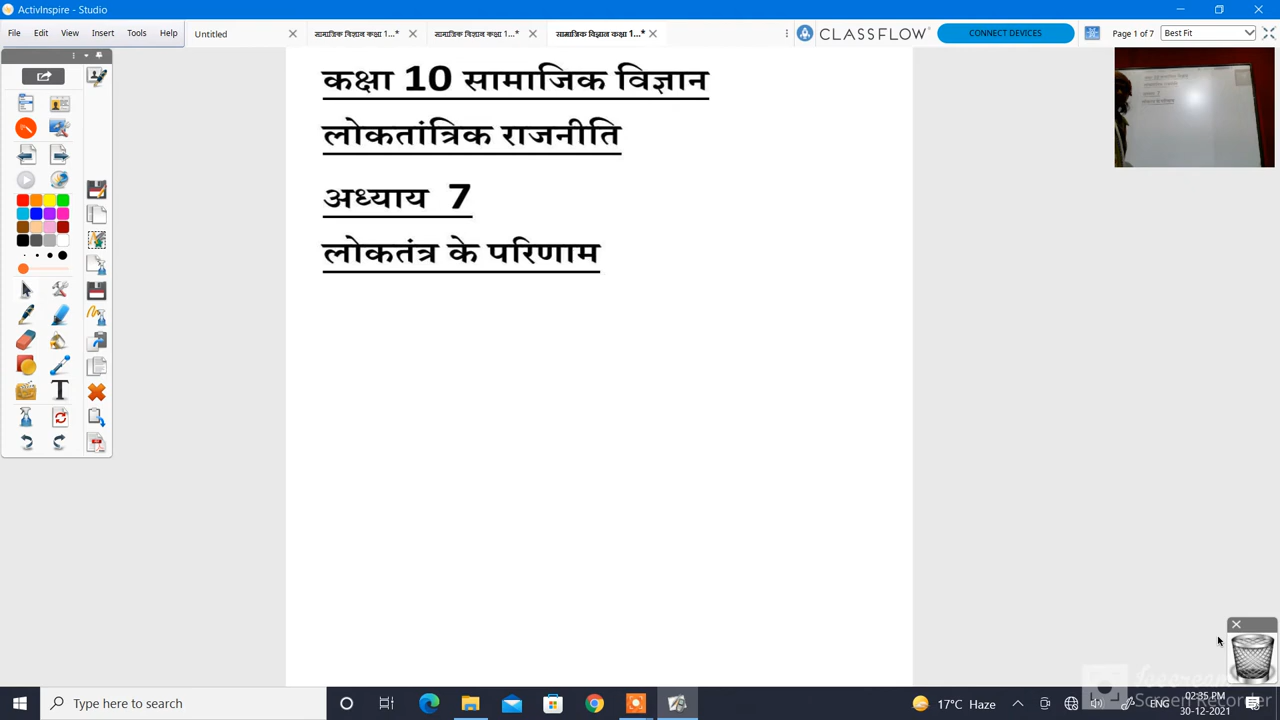 ActivInspire - Studio
File Edit View Insert Tools Help
Untitled
सामाजिक विज्ञान कक्षा 1...*
सामाजिक विज्ञान कक्षा 1...*
सामाजिक विज्ञान कक्षा 1...*
CLASSFLOW
CONNECT DEVICES
Page 1 of 7
Best Fit
कक्षा 10 सामाजिक विज्ञान
लोकतांत्रिक राजनीति
अध्याय 7
लोकतंत्र के परिणाम
Type here to search
17°C Haze
ENG
02:35 PM
30-12-2021
Screen Recorder